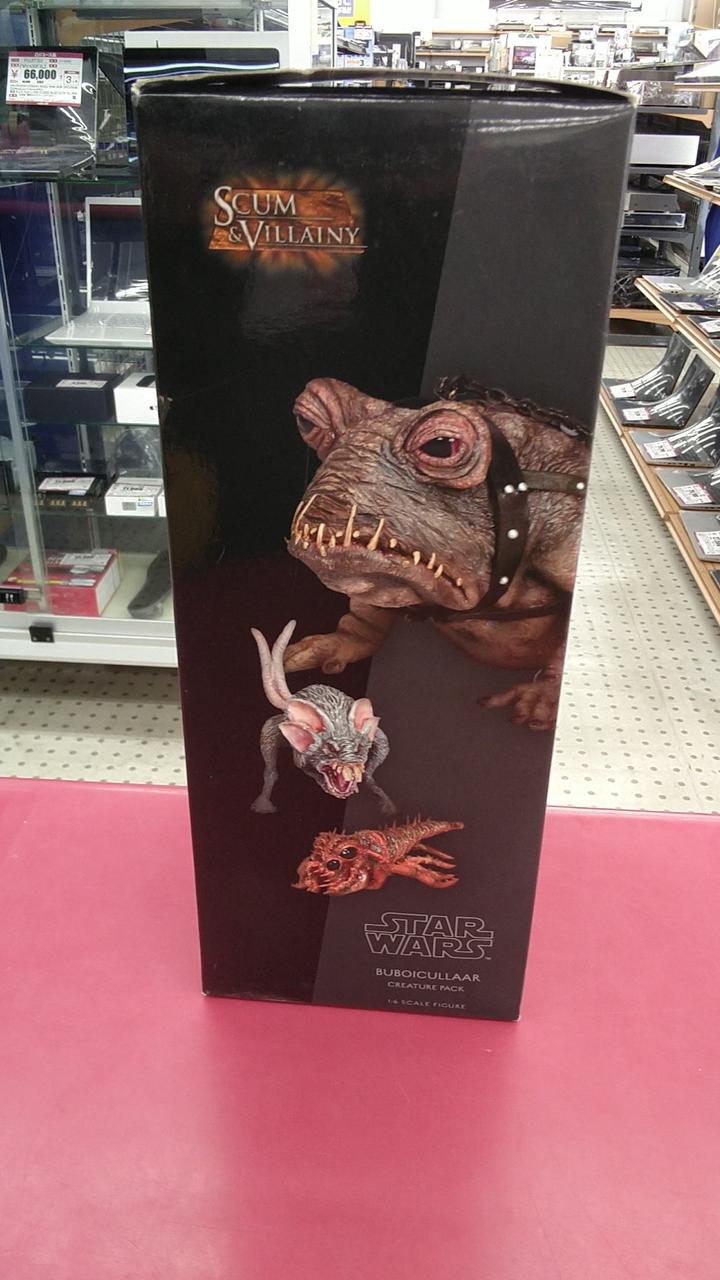 ¥ 66,000
SCUM
& VILLAINY
STAR
WARS
BUBOICULLAAR
CREATURE PACK
1:6 SCALE FIGURE